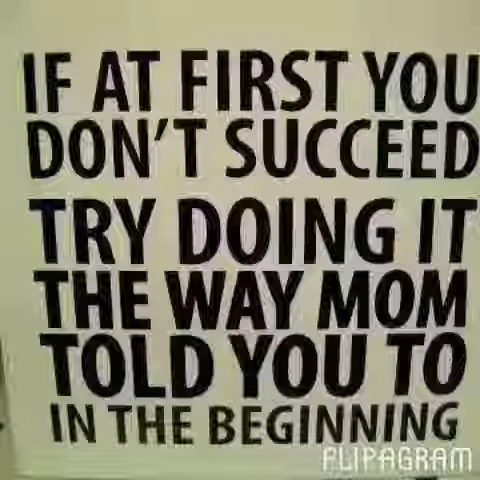 IF AT FIRST YOU
DON'T SUCCEED
TRY DOING IT
THE WAY MOM
TOLD YOU TO
IN THE BEGINNING
FLIPAGRAM